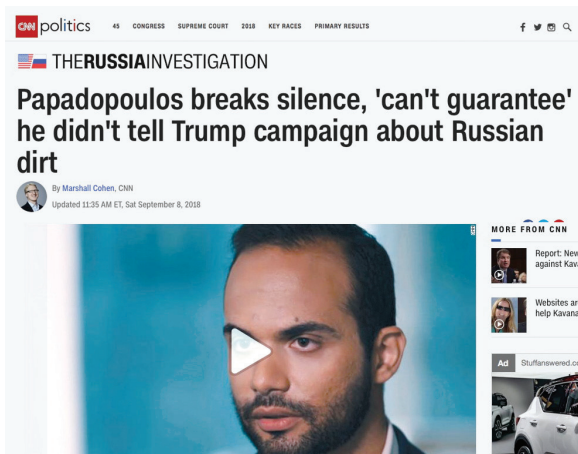 CNN politics 45 CONGRESS SUPREME COURT 2018 KEY RACES PRIMARY RESULTS
THERUSSIAINVESTIGATION
Papadopoulos breaks silence, 'can't guarantee'
he didn't tell Trump campaign about Russian
dirt
By Marshall Cohen, CNN
Updated 11:35 AM ET, Sat September 8, 2018
MORE FROM CNN
Report: New
against Kava
Websites ar
help Kavana
Ad Stuffanswered.co